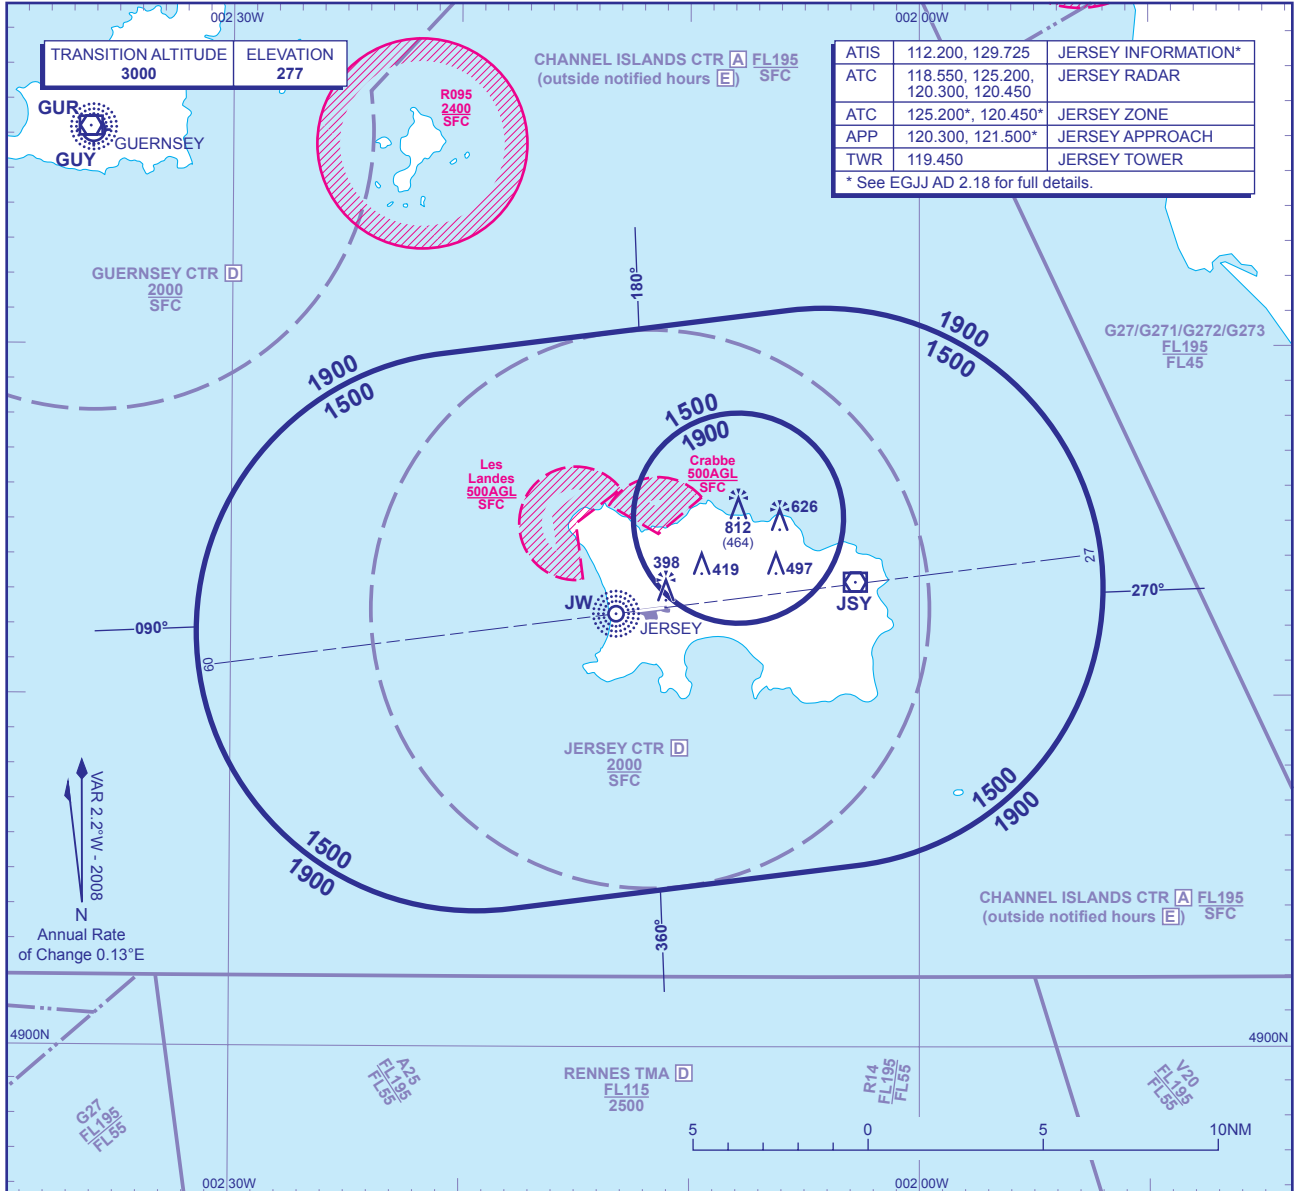 002 30W
002 00W
TRANSITION ALTITUDE
3000
ELEVATION
277
GUR
GUY
GUERNSEY
R095
2400
SFC
CHANNEL ISLANDS CTR A FL195
SFC
(outside notified hours E)
ATIS 112.200, 129.725 JERSEY INFORMATION*
ATC 118.550, 125.200, JERSEY RADAR
120.300, 120.450
ATC 125.200*, 120.450* JERSEY ZONE
APP 120.300, 121.500* JERSEY APPROACH
TWR 119.450 JERSEY TOWER
* See EGJJ AD 2.18 for full details.
GUERNSEY CTR D
2000
SFC
180°
1900
1500
1900
1500
G27/G271/G272/G273
FL195
FL45
1500
1900
Les
Landes
500AGL
SFC
Crabbe
500AGL
SFC
812
(464)
626
398
419
497
27
JW
JERSEY
JSY
270°
090°
09
JERSEY CTR D
2000
SFC
VAR 2.2°W - 2008
N
Annual Rate
of Change 0.13°E
1500
1900
1500
1900
360°
CHANNEL ISLANDS CTR A FL195
SFC
(outside notified hours E)
4900N
4900N
G27
FL195
FL55
A25
FL195
FL55
RENNES TMA D
FL115
2500
R14
FL195
FL55
V20
FL195
FL55
5 0 5 10NM
002 30W
002 00W